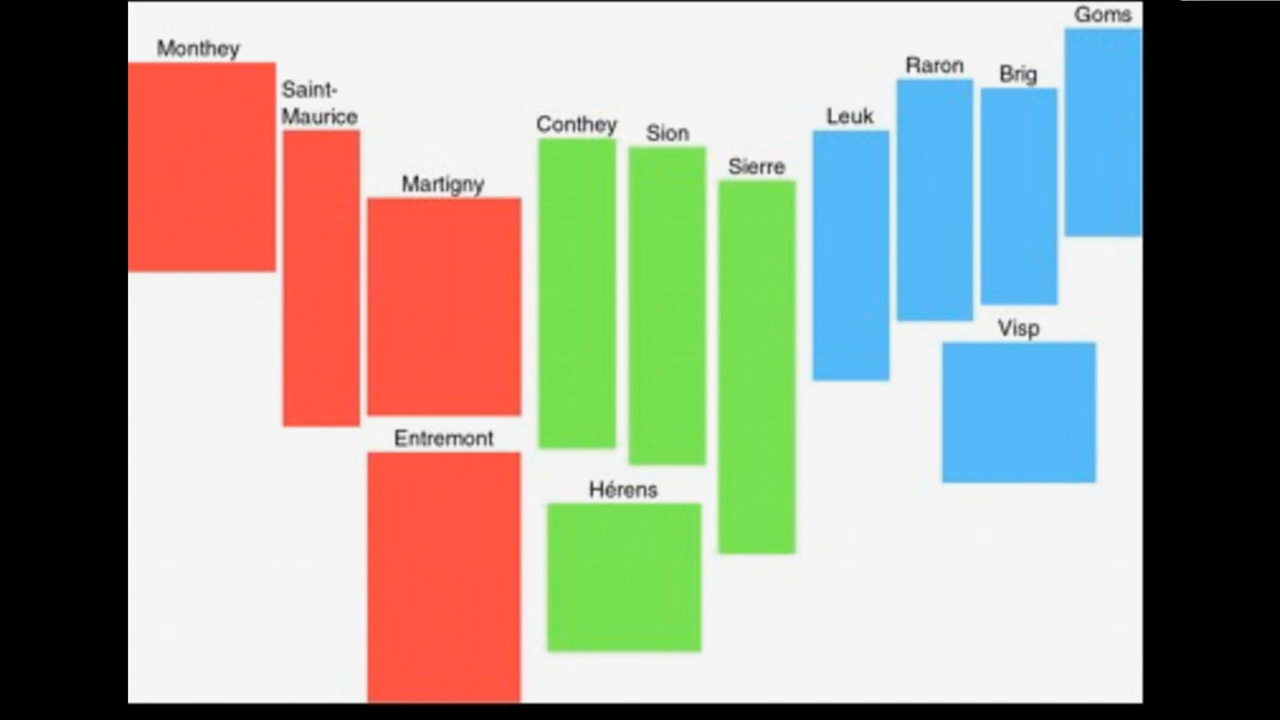 Monthey
Saint-
Maurice
Martigny
Entremont
Conthey
Sion
Sierre
Hérens
Leuk
Raron
Brig
Goms
Visp